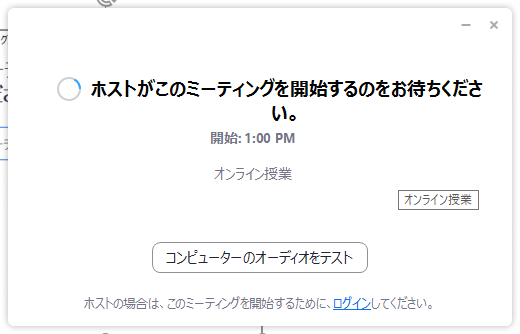 ホストがこのミーティングを開始するのをお待ちくださ
い。
開始: 1:00 PM
オンライン授業
オンライン授業
コンピューターのオーディオをテスト
ホストの場合は、このミーティングを開始するために、ログインしてください。